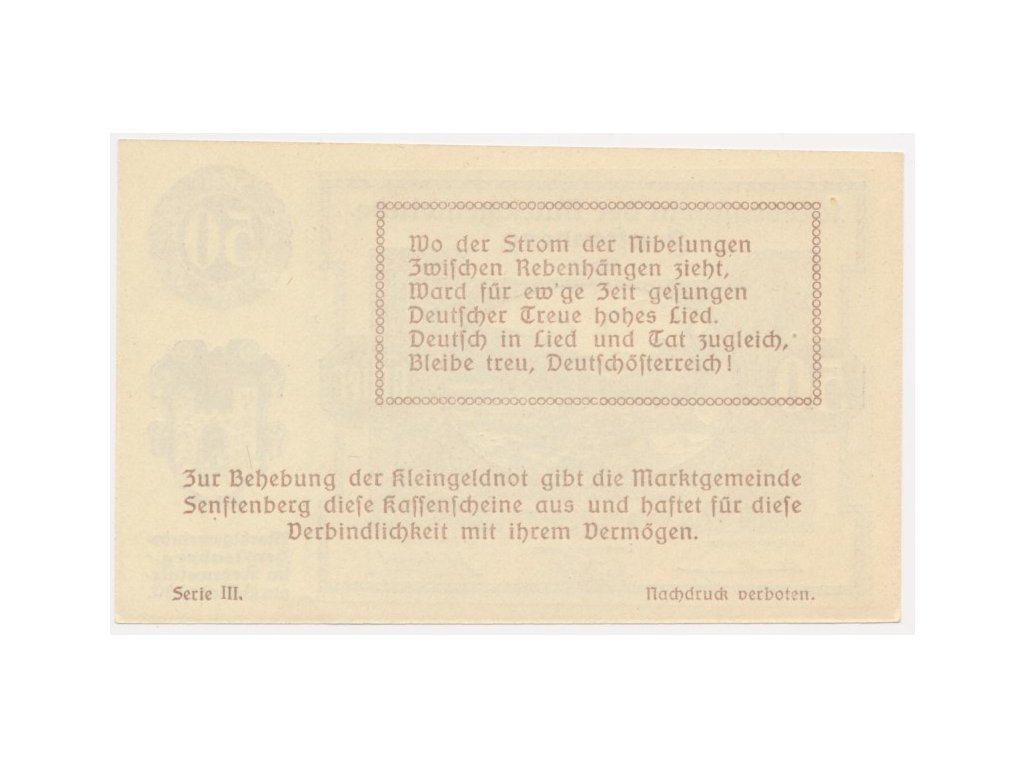 Wo der Strom der Nibelungen
Zwiſchen Rebenhängen zieht,
Ward für ew'ge Zeit geſungen
Deutſcher Treue hohes Lied.
Deutſch in Lied und Tat zugleich,
Bleibe treu, Deutſchöſterreich!
Zur Behebung der Kleingeldnot gibt die Marktgemeinde
Senftenberg dieſe Kaſſenſcheine aus und haftet für dieſe
Verbindlichkeit mit ihrem Vermögen.
Serie III.
Nachdruck verboten.